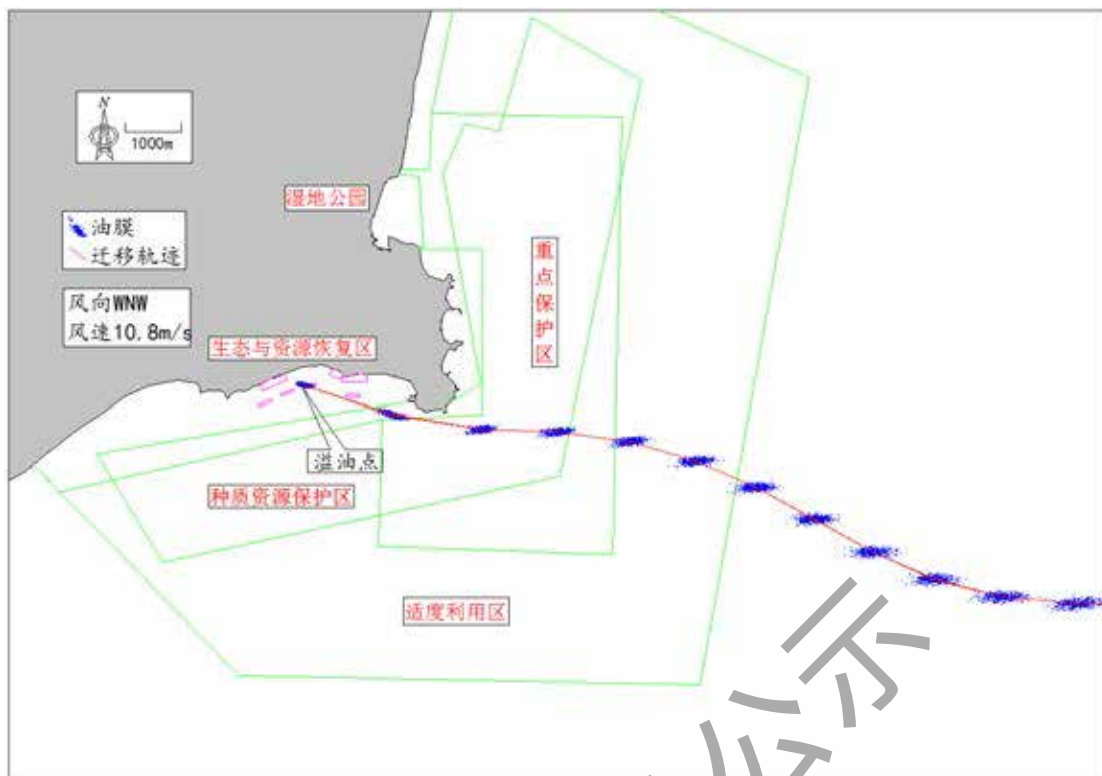 N
1000m
湿地公园
油膜
迁移轨迹
重点保护区
风向WNW
风速10.8m/s
生态与资源恢复区
溢油点
种质资源保护区
适度利用区
公示